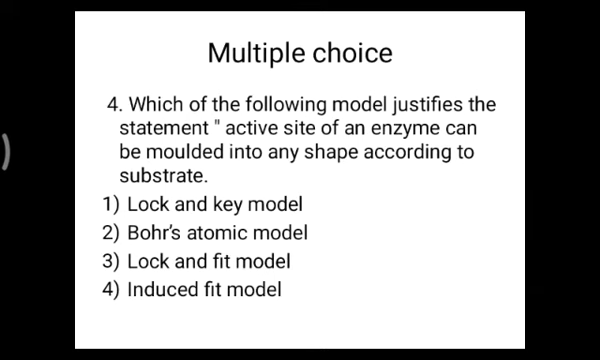 Multiple choice
4. Which of the following model justifies the
statement " active site of an enzyme can
be moulded into any shape according to
substrate.
1) Lock and key model
2) Bohr's atomic model
3) Lock and fit model
4) Induced fit model